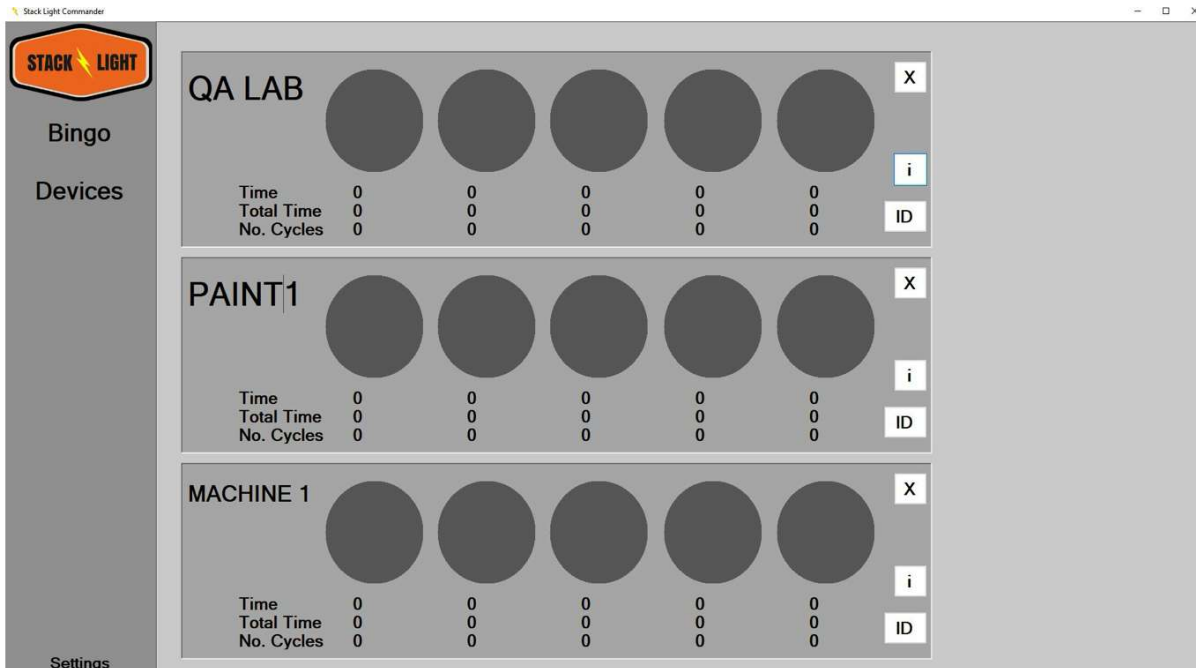 Stack Light Commander
STACK LIGHT
Bingo
Devices
Settings
QA LAB
X
i
Time 0 0 0 0 0
Total Time 0 0 0 0 0
ID
No. Cycles 0 0 0 0 0
PAINT1
X
i
Time 0 0 0 0 0
Total Time 0 0 0 0 0
ID
No. Cycles 0 0 0 0 0
MACHINE 1
X
i
Time 0 0 0 0 0
Total Time 0 0 0 0 0
ID
No. Cycles 0 0 0 0 0